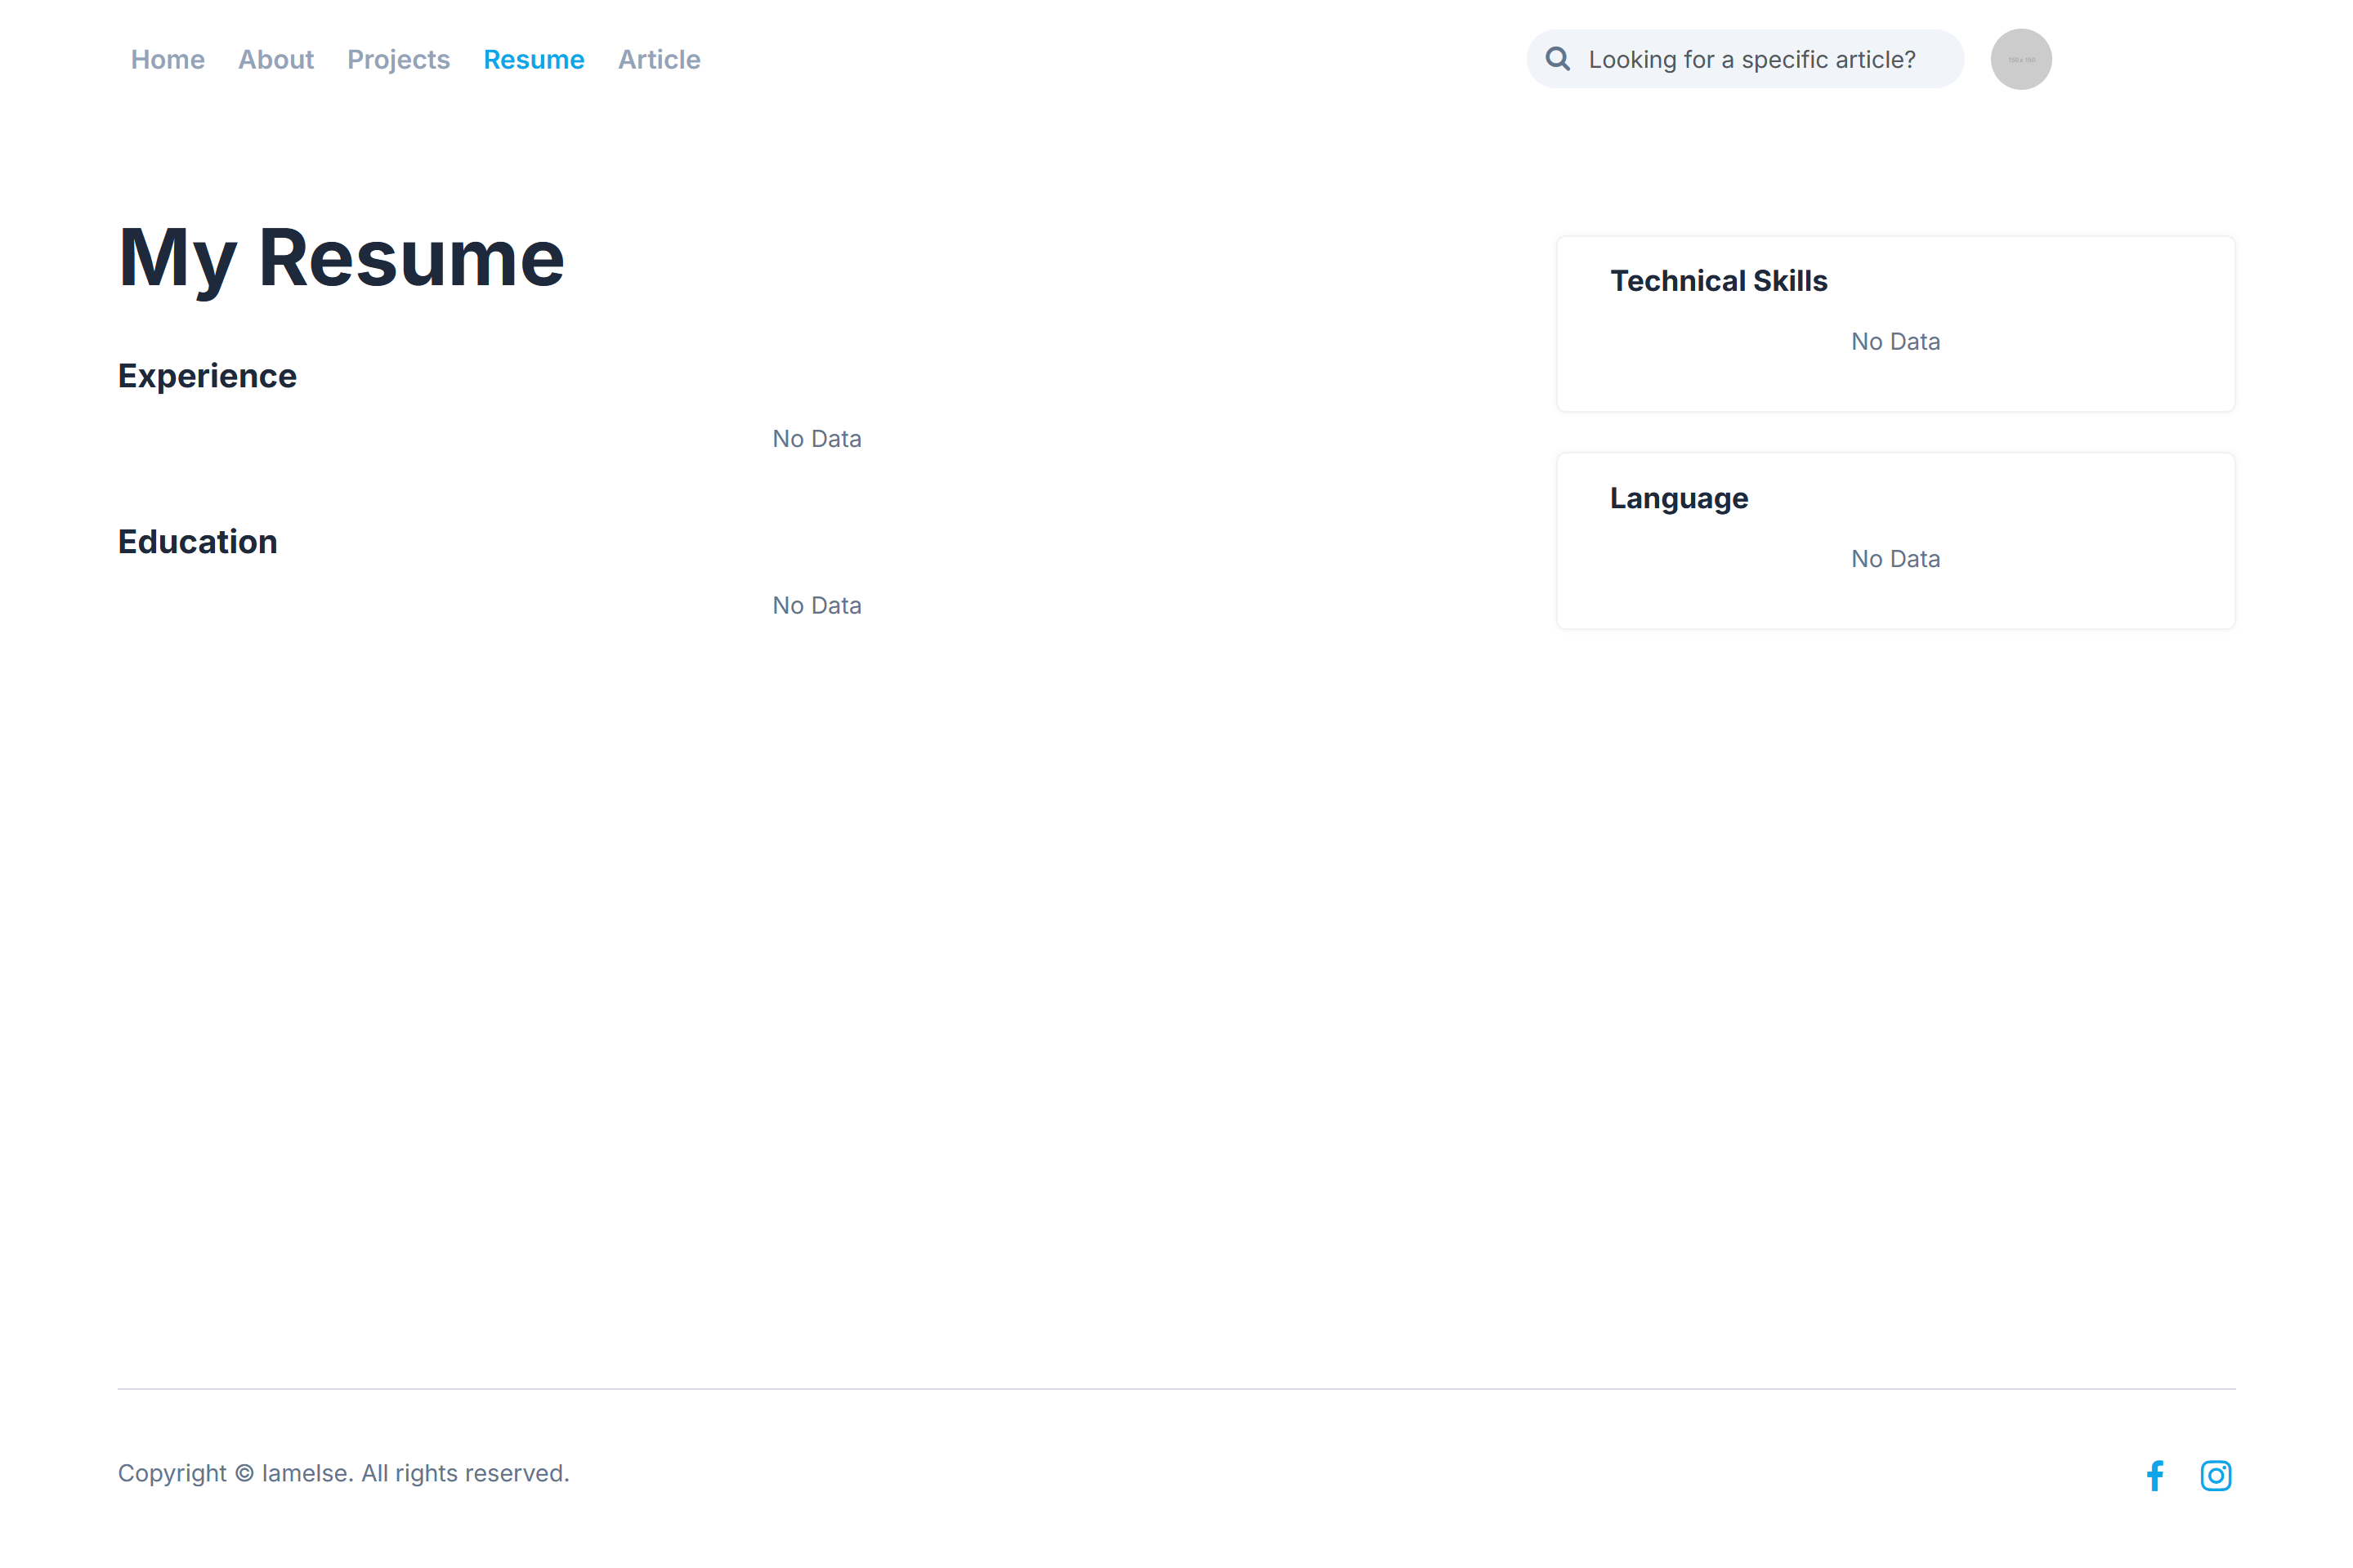 Home About Projects Resume Article
Looking for a specific article?
My Resume
Experience
No Data
Education
No Data
Technical Skills
No Data
Language
No Data
Copyright © lamelse. All rights reserved.